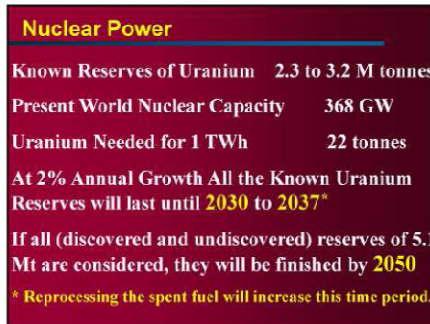 Nuclear Power
Known Reserves of Uranium 2.3 to 3.2 M tonnes
Present World Nuclear Capacity 368 GW
Uranium Needed for 1 TWh 22 tonnes
At 2% Annual Growth All the Known Uranium
Reserves will last until 2030 to 2037*
If all (discovered and undiscovered) reserves of 5.1
Mt are considered, they will be finished by 2050
* Reprocessing the spent fuel will increase this time period.